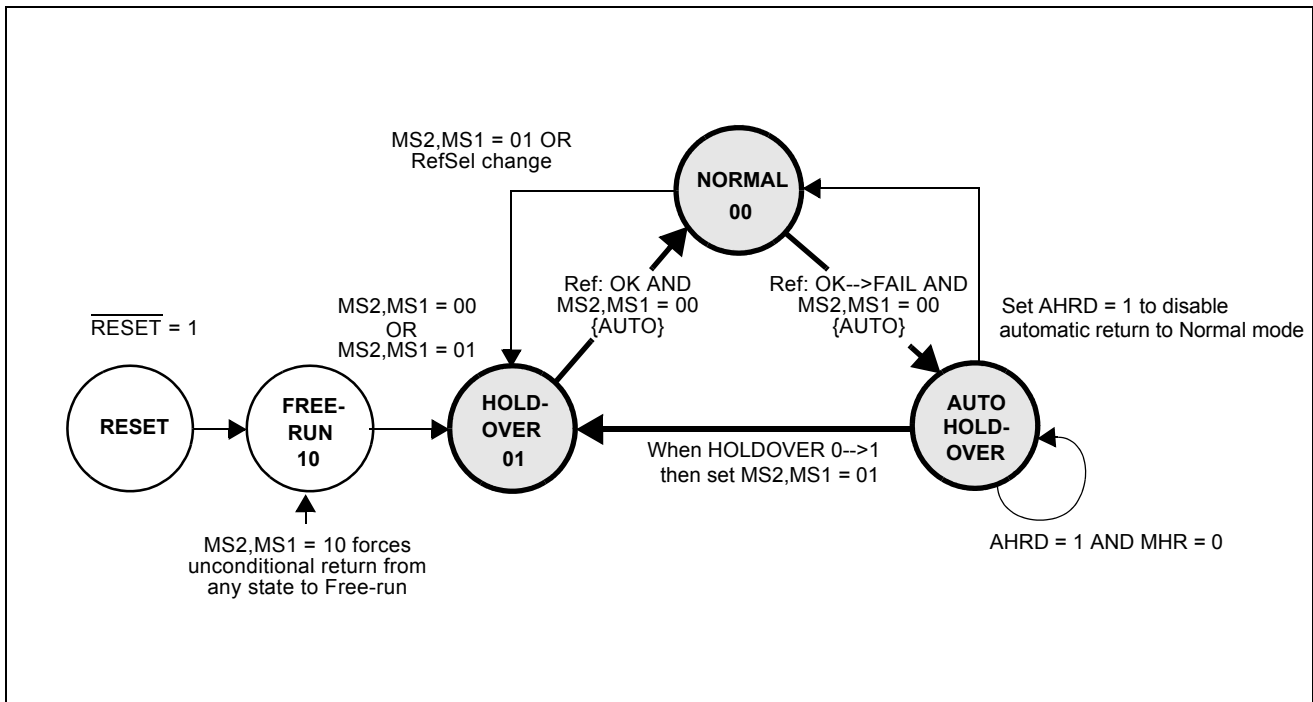 MS2,MS1 = 01 OR
RefSel change
NORMAL
00
Ref: OK AND
MS2,MS1 = 00
{AUTO}
Ref: OK-->FAIL AND
MS2,MS1 = 00
{AUTO}
MS2,MS1 = 00
OR
MS2,MS1 = 01
RESET = 1
Set AHRD = 1 to disable
automatic return to Normal mode
RESET
FREE-
RUN
10
HOLD-
OVER
01
AUTO
HOLD-
OVER
When HOLDOVER 0-->1
then set MS2,MS1 = 01
AHRD = 1 AND MHR = 0
MS2,MS1 = 10 forces
unconditional return from
any state to Free-run